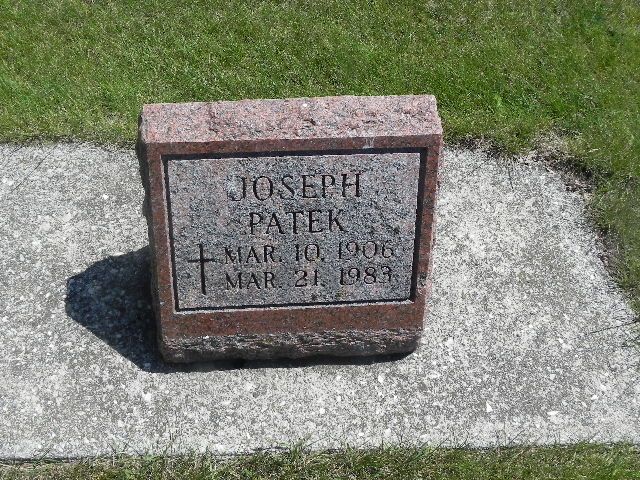 JOSEPH
PATEK
MAR. 10. 1906
MAR. 21. 1983